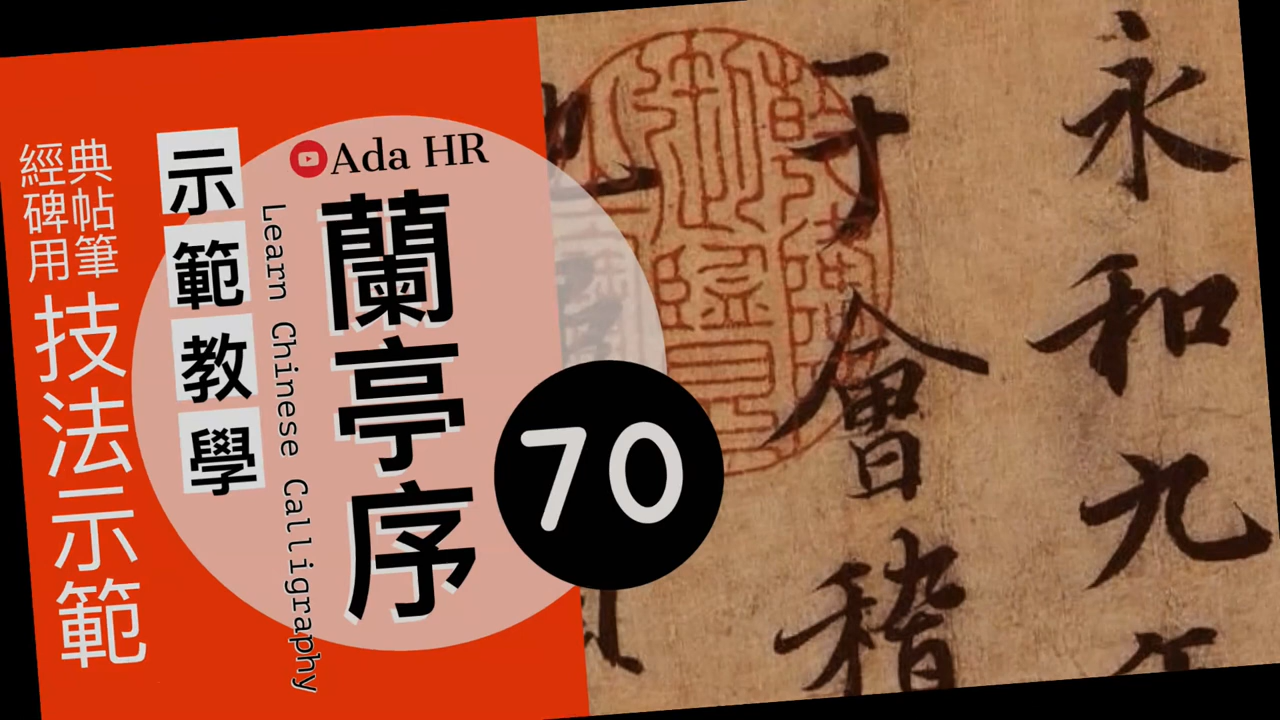 經典
碑帖
用筆
技法示範
示範教學
Learn Chinese Calligraphy
Ada HR
蘭亭序
70
永和九年
于會稽